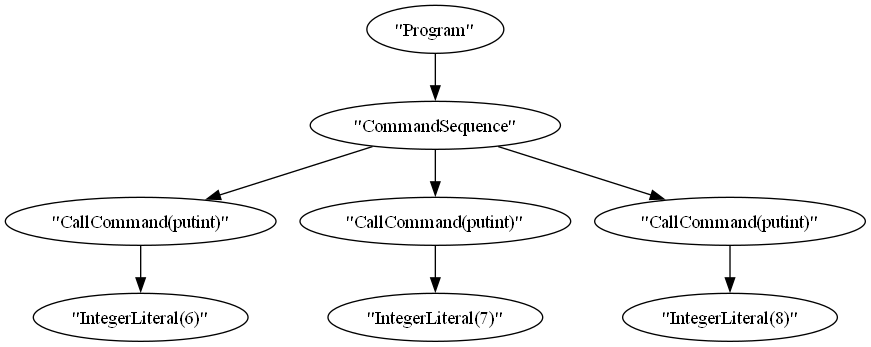 "Program"
"CommandSequence"
"CallCommand(putint)" "CallCommand(putint)" "CallCommand(putint)"
"IntegerLiteral(6)" "IntegerLiteral(7)" "IntegerLiteral(8)"